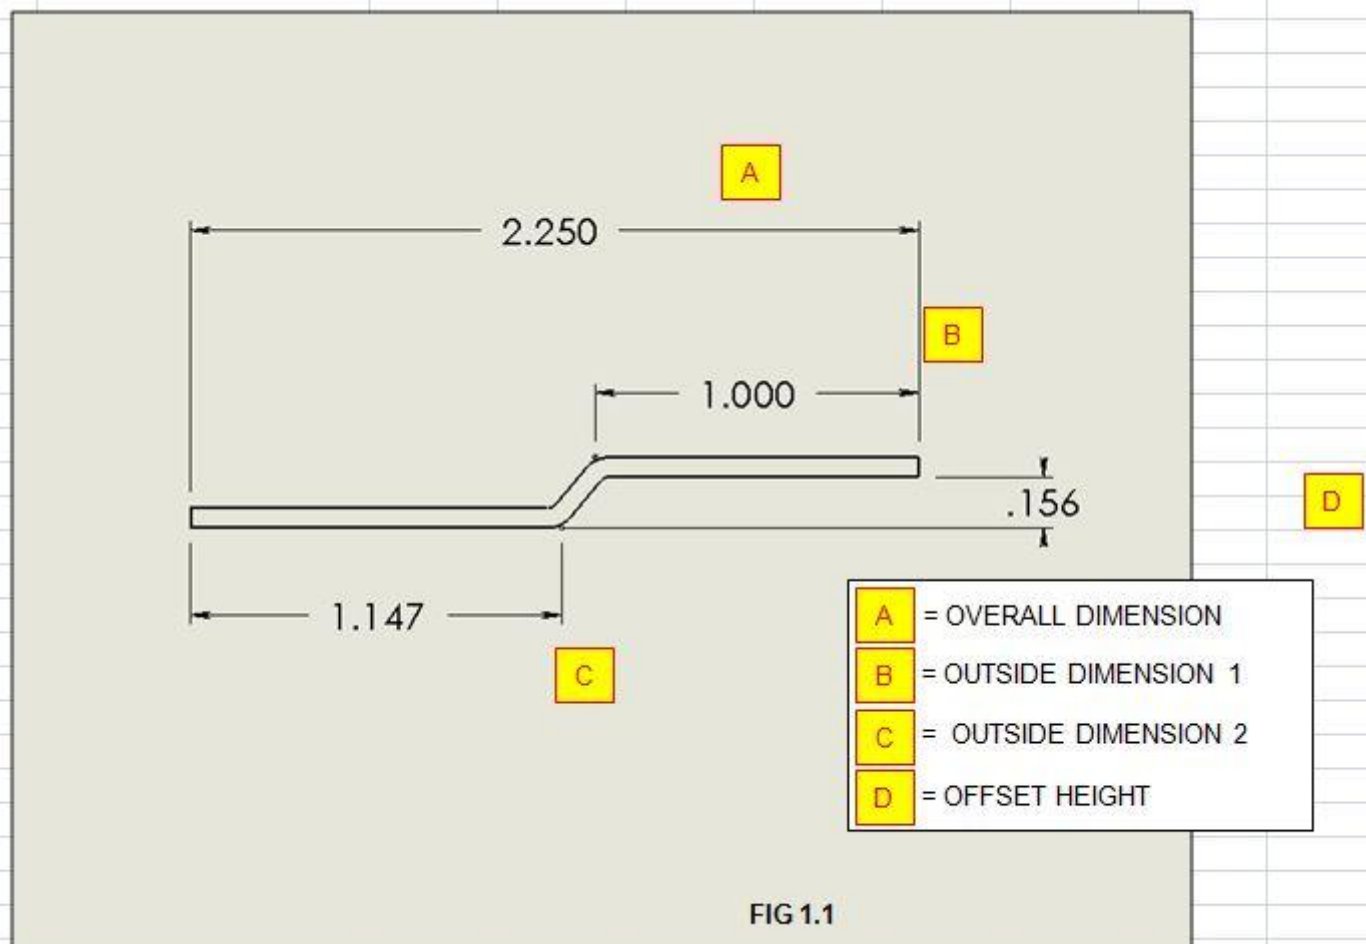 A
2.250
B
1.000
.156
D
1.147
C
A = OVERALL DIMENSION
B = OUTSIDE DIMENSION 1
C = OUTSIDE DIMENSION 2
D = OFFSET HEIGHT
FIG 1.1